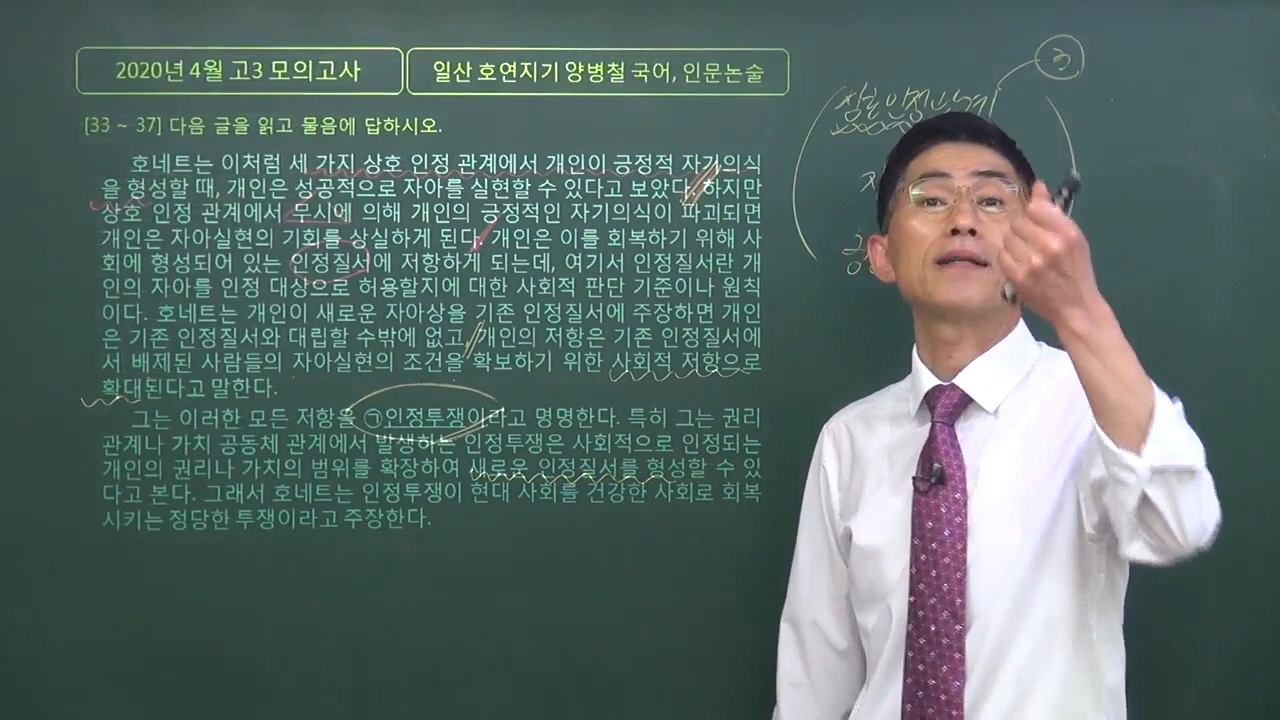 2020년 4월 고3 모의고사
일산 호연지기 양병철 국어, 인문논술
[33 ~ 37] 다음 글을 읽고 물음에 답하시오.
호네트는 이처럼 세 가지 상호 인정 관계에서 개인이 긍정적 자기의식
을 형성할 때, 개인은 성공적으로 자아를 실현할 수 있다고 보았다. 하지만
상호 인정 관계에서 무시에 의해 개인의 긍정적인 자기의식이 파괴되면
개인은 자아실현의 기회를 상실하게 된다. 개인은 이를 회복하기 위해 사
회에 형성되어 있는 인정질서에 저항하게 되는데, 여기서 인정질서란 개
인의 자아를 인정 대상으로 허용할지에 대한 사회적 판단 기준이나 원칙
이다. 호네트는 개인이 새로운 자아상을 기존 인정질서에 주장하면 개인
은 기존 인정질서와 대립할 수밖에 없고, 개인의 저항은 기존 인정질서에
서 배제된 사람들의 자아실현의 조건을 확보하기 위한 사회적 저항으로
확대된다고 말한다.
그는 이러한 모든 저항을 ㉠인정투쟁이라고 명명한다. 특히 그는 권리
관계나 가치 공동체 관계에서 발생하는 인정투쟁은 사회적으로 인정되는
개인의 권리나 가치의 범위를 확장하여 새로운 인정질서를 형성할 수 있
다고 본다. 그래서 호네트는 인정투쟁이 현대 사회를 건강한 사회로 회복
시키는 정당한 투쟁이라고 주장한다.
상호 인정 관계